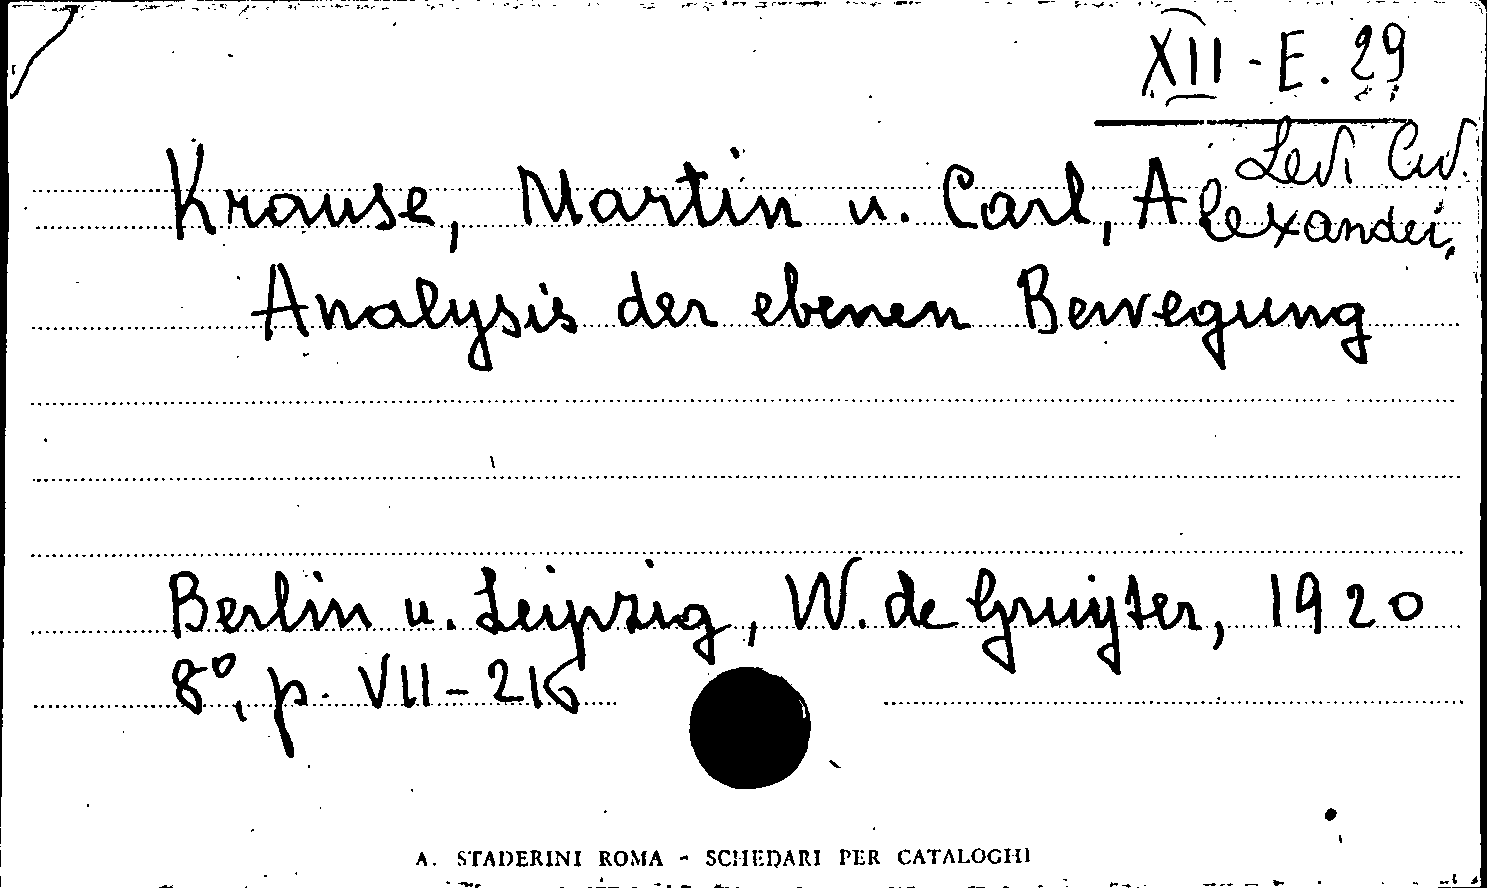 XII - E. 29
Levi Civ.
Krause, Martin u. Carl, Alexander,
Analysis der ebenen Bewegung
Berlin u. Leipzig, W. de Gruyter, 1920
8°, p. VII - 216
A. STADERINI ROMA - SCHEDARI PER CATALOGHI